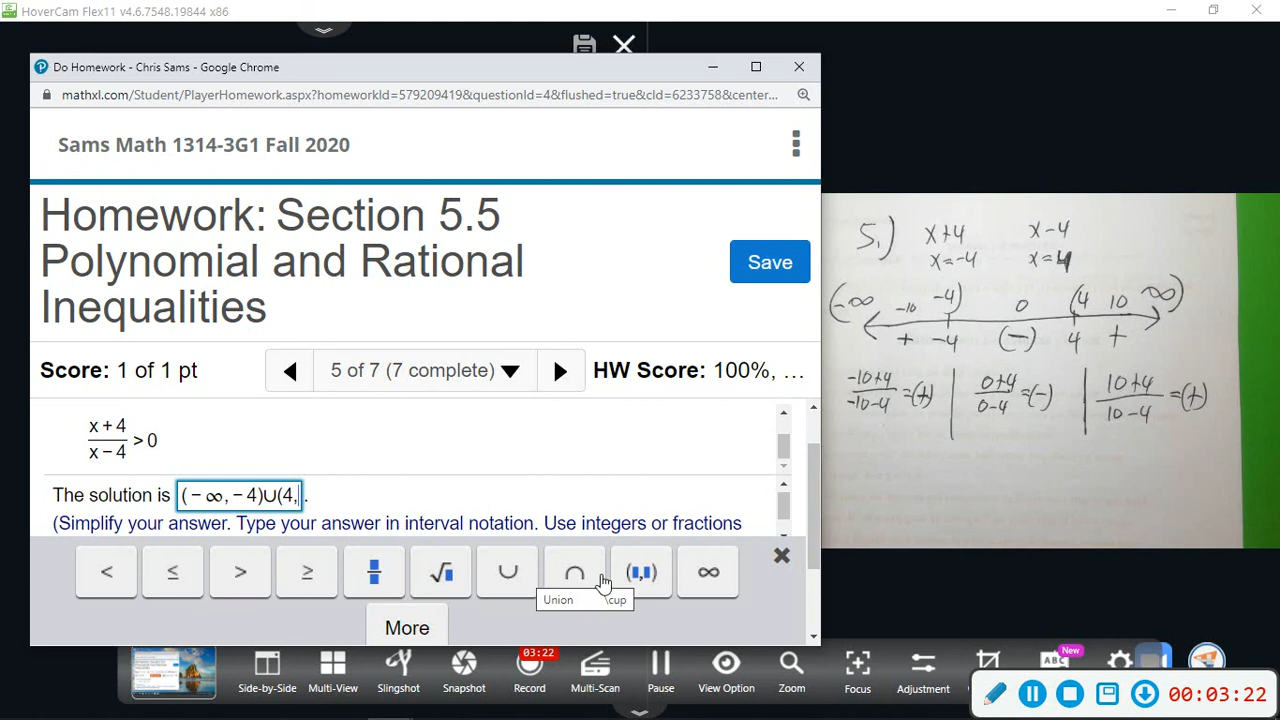 HoverCam Flex11 v4.6.7548.19844 x86
Do Homework - Chris Sams - Google Chrome
mathxl.com/Student/PlayerHomework.aspx?homeworkId=579209419&questionId=4&flushed=true&cId=6233758&center...
Sams Math 1314-3G1 Fall 2020
Homework: Section 5.5
Polynomial and Rational
Inequalities
Save
Score: 1 of 1 pt
5 of 7 (7 complete)
HW Score: 100%, ...
x + 4
x − 4
> 0
The solution is (− ∞, − 4)∪(4, .
(Simplify your answer. Type your answer in interval notation. Use integers or fractions
< ≤ > ≥ √ ∪ ∩ (,) ∞
Union \cup
More
5.) x+4 x-4
x=-4 x=4
(-∞ -10 -4) 0 (4 10 ∞)
+ -4 (-) 4 +
-10+4 / -10-4 =(+) | 0+4 / 0-4 =(-) | 10+4 / 10-4 =(+)
Side-by-Side
Multi-View
Slingshot
Snapshot
03:22
Record
Multi-Scan
Pause
View Option
Zoom
Focus
Adjustment
New
ABC
00:03:22